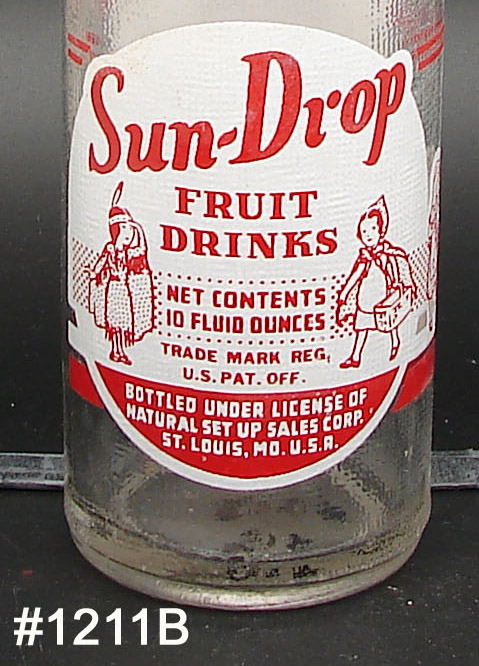 Sun-Drop
FRUIT
DRINKS
NET CONTENTS
10 FLUID OUNCES
TRADE MARK REG.
U.S. PAT. OFF.
BOTTLED UNDER LICENSE OF
NATURAL SET UP SALES CORP.
ST. LOUIS, MO. U.S.A.
#1211B